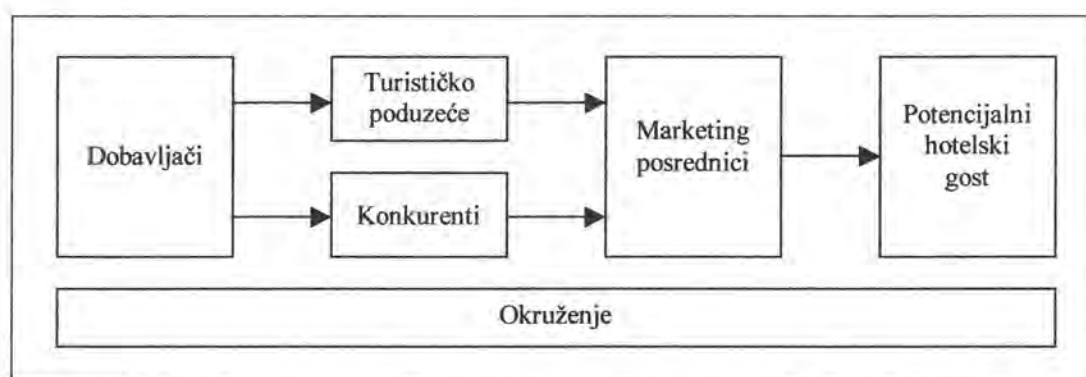 Dobavljači
Turističko
poduzeće
Konkurenti
Marketing
posrednici
Potencijalni
hotelski
gost
Okruženje